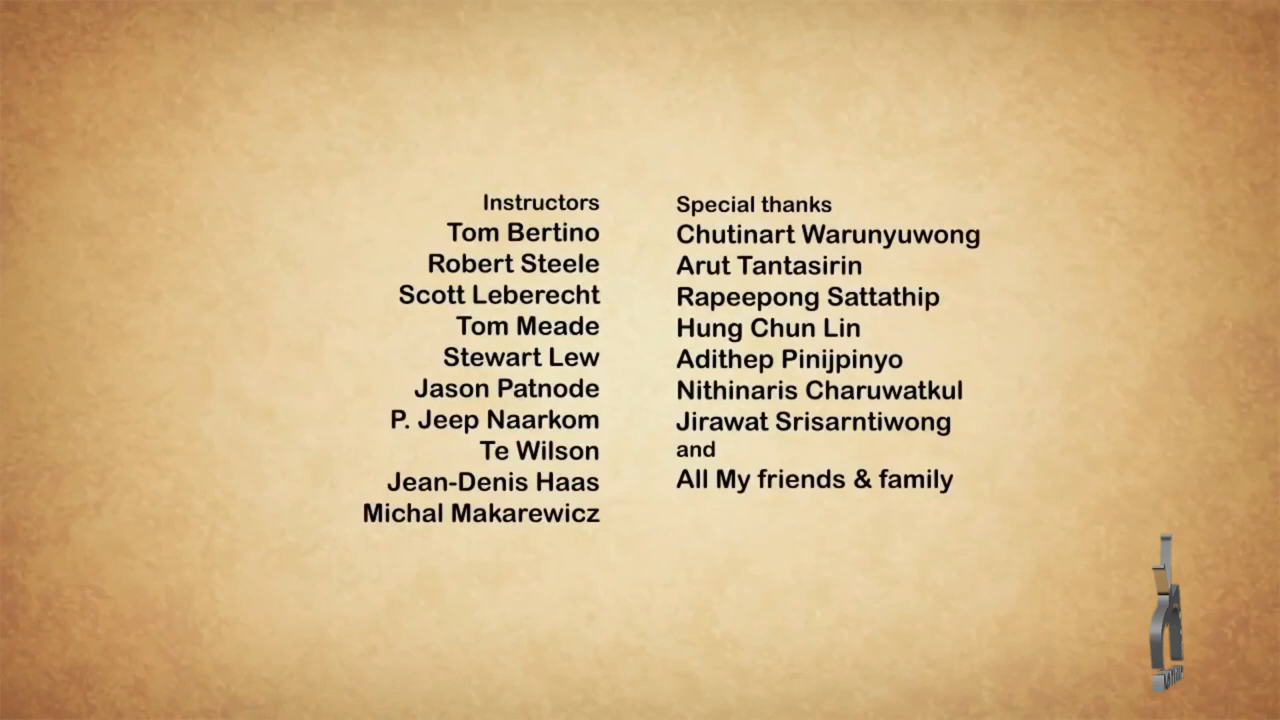 Instructors
Tom Bertino
Robert Steele
Scott Leberecht
Tom Meade
Stewart Lew
Jason Patnode
P. Jeep Naarkom
Te Wilson
Jean-Denis Haas
Michal Makarewicz
Special thanks
Chutinart Warunyuwong
Arut Tantasirin
Rapeepong Sattathip
Hung Chun Lin
Adithep Pinijpinyo
Nithinaris Charuwatkul
Jirawat Srisarntiwong
and
All My friends & family